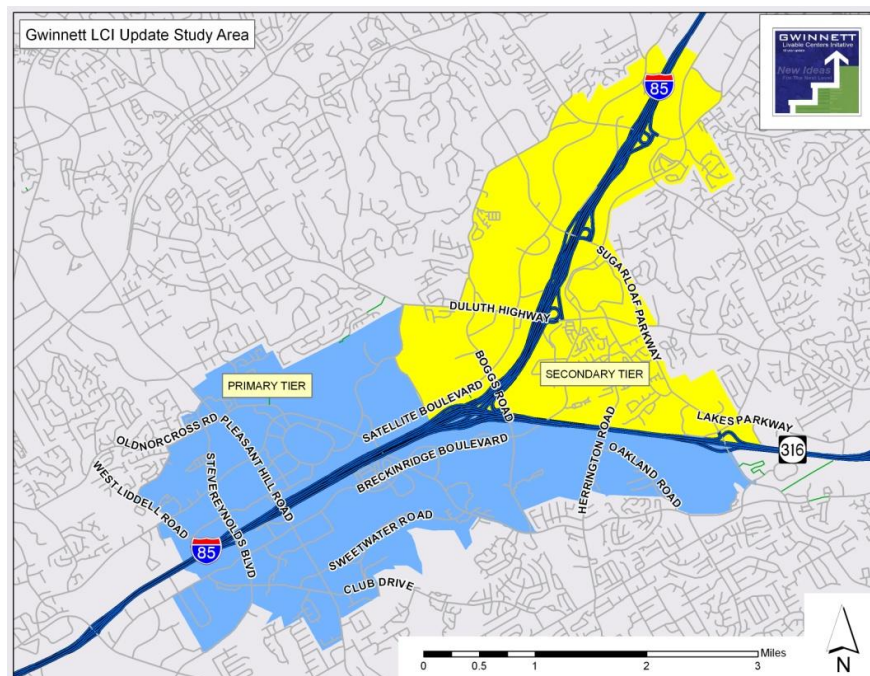 Gwinnett LCI Update Study Area
GWINNETT
Livable Centers Initiative
New Ideas
85
SUGARLOAF PARKWAY
DULUTH HIGHWAY
BOGGS ROAD
SECONDARY TIER
PRIMARY TIER
SATELLITE BOULEVARD
LAKES PARKWAY
OLDNORCROSS RD
PLEASANT HILL ROAD
316
BRECKINRIDGE BOULEVARD
HERRINGTON ROAD
OAKLAND ROAD
WEST LIDDELL ROAD
STEVEREYNOLDS BLVD
SWEETWATER ROAD
85
CLUB DRIVE
Miles
0 0.5 1 2 3
N